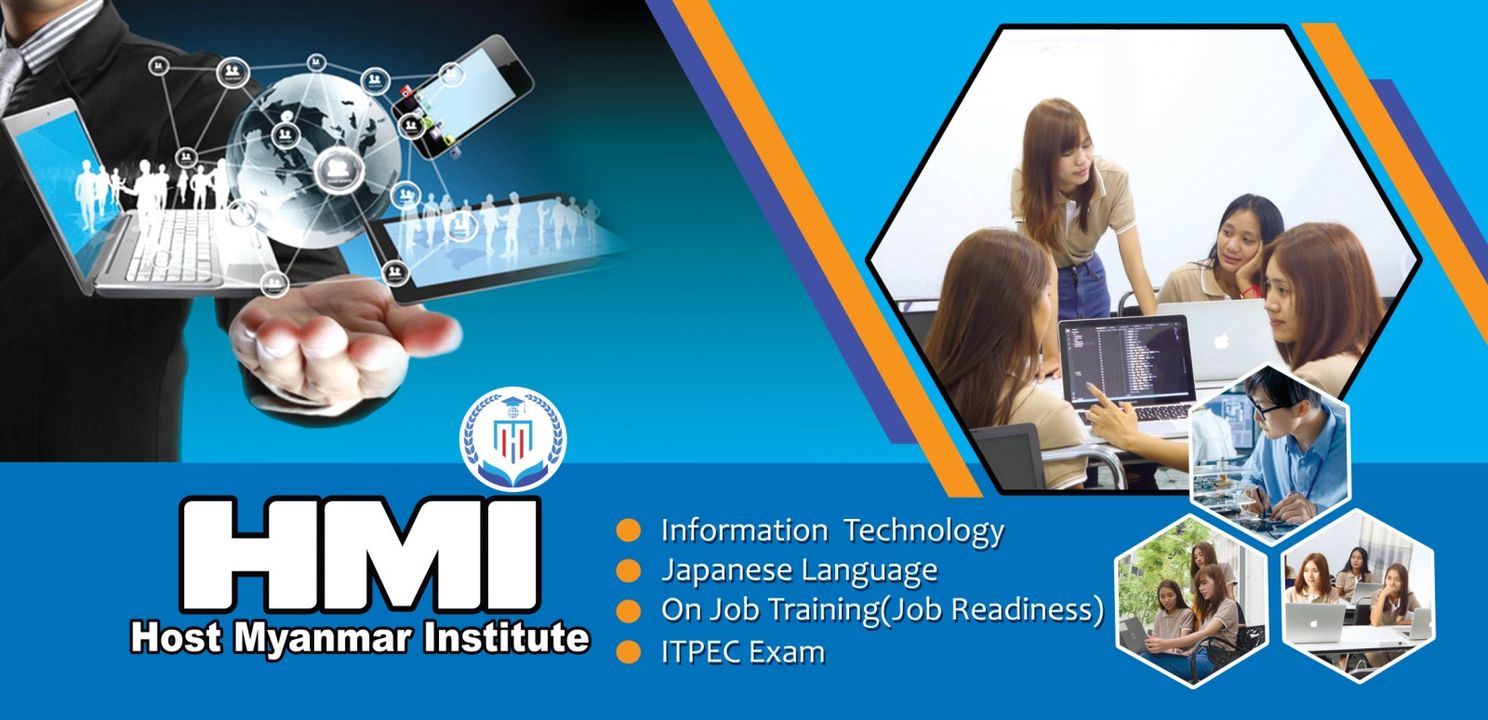 HMI
Host Myanmar Institute
Information Technology
Japanese Language
On Job Training(Job Readiness)
ITPEC Exam